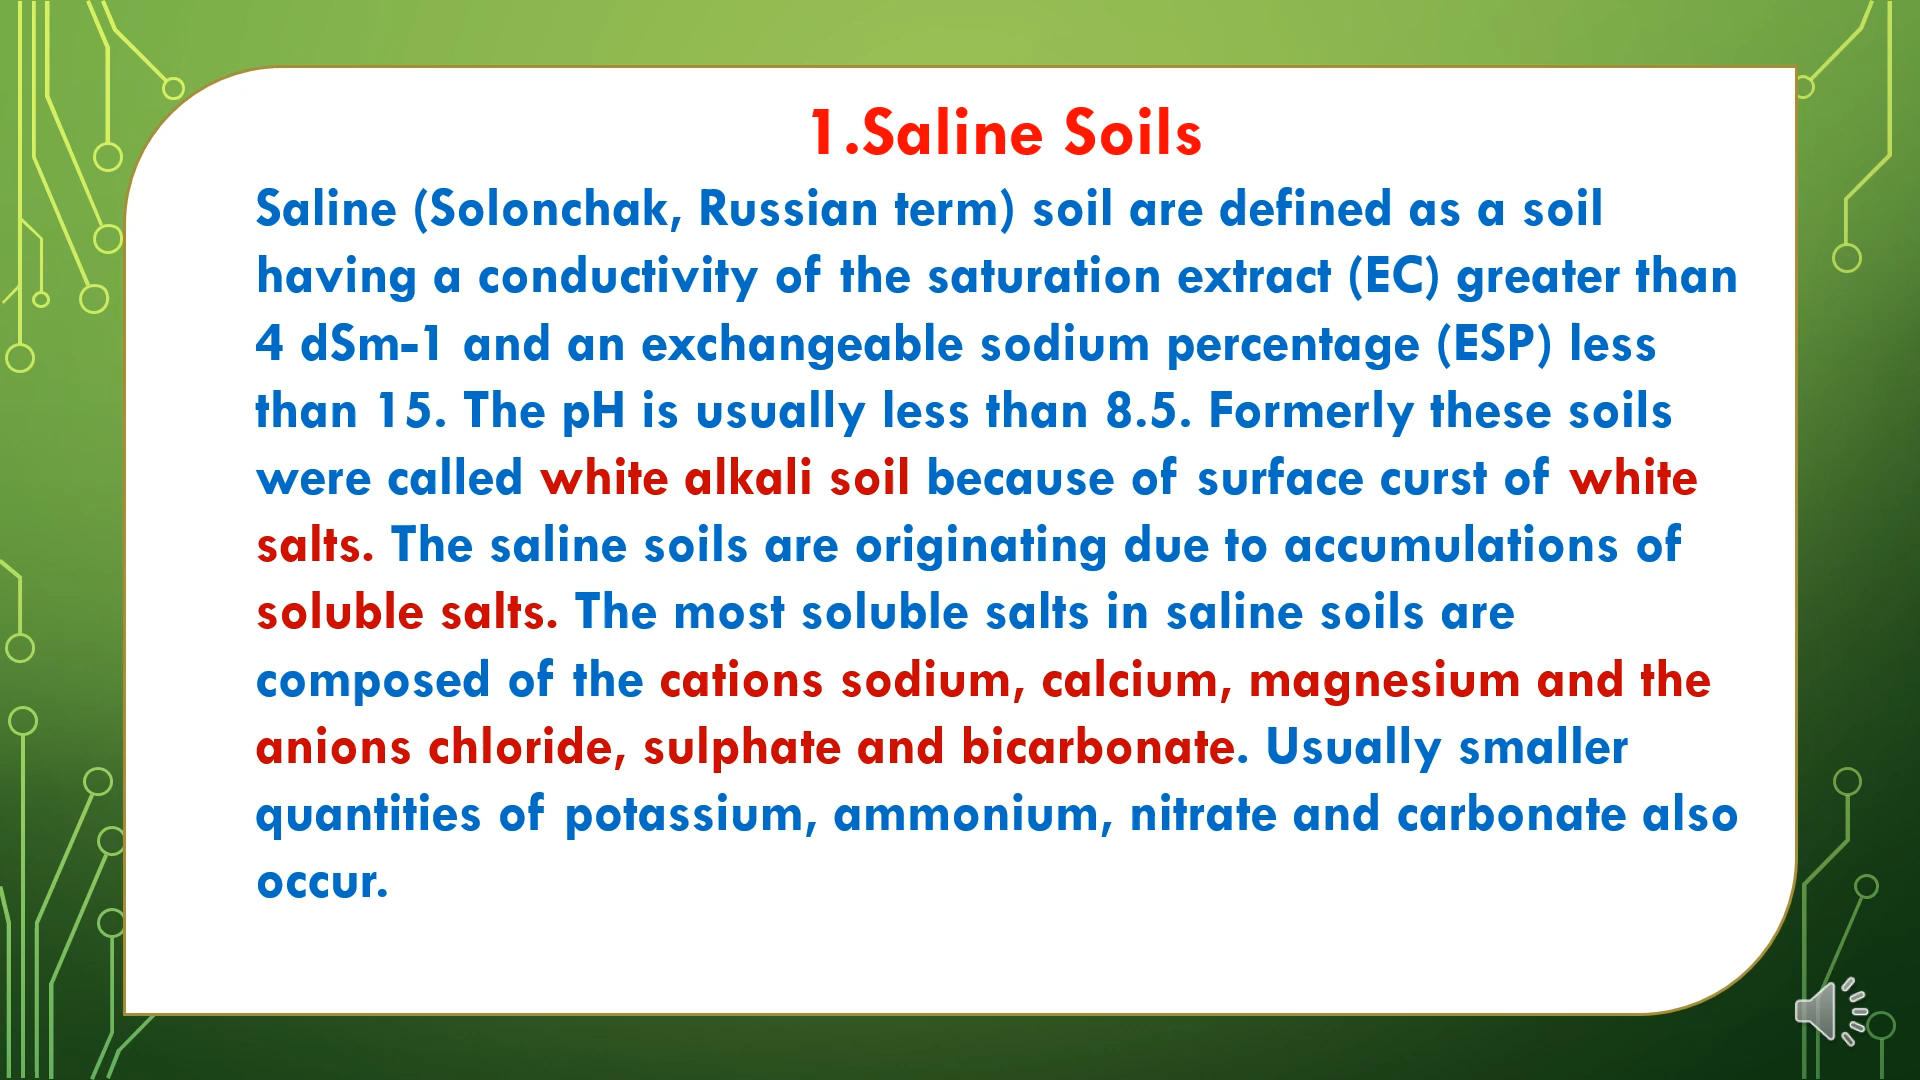 1.Saline Soils
Saline (Solonchak, Russian term) soil are defined as a soil
having a conductivity of the saturation extract (EC) greater than
4 dSm-1 and an exchangeable sodium percentage (ESP) less
than 15. The pH is usually less than 8.5. Formerly these soils
were called white alkali soil because of surface curst of white
salts. The saline soils are originating due to accumulations of
soluble salts. The most soluble salts in saline soils are
composed of the cations sodium, calcium, magnesium and the
anions chloride, sulphate and bicarbonate. Usually smaller
quantities of potassium, ammonium, nitrate and carbonate also
occur.